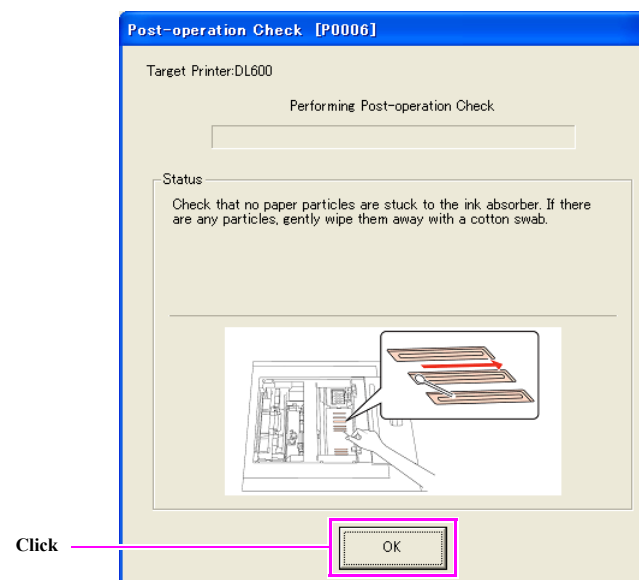 Post-operation Check [P0006]
Target Printer:DL600
Performing Post-operation Check
Status
Check that no paper particles are stuck to the ink absorber. If there
are any particles, gently wipe them away with a cotton swab.
Click
OK